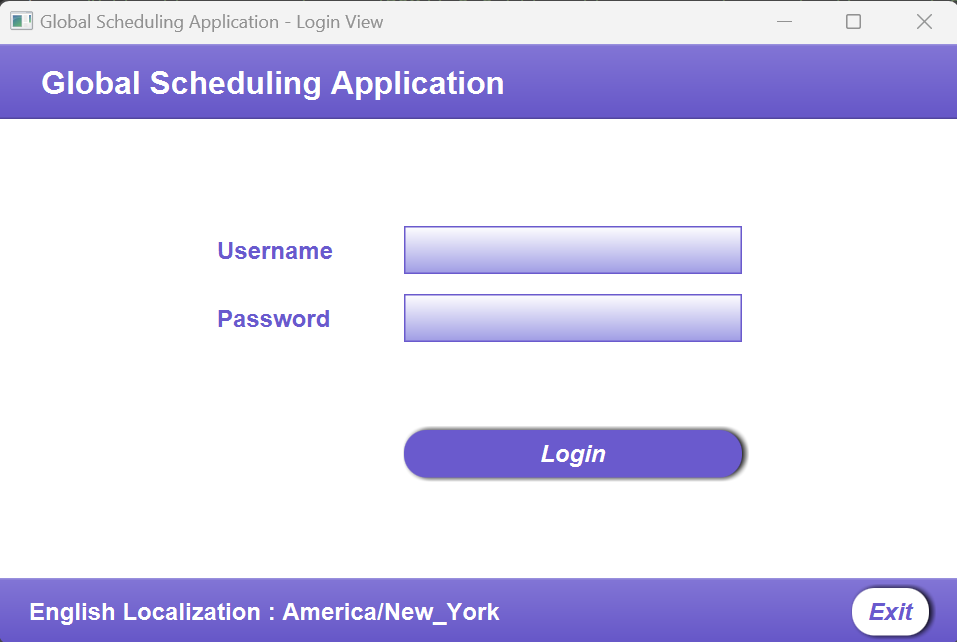 Global Scheduling Application - Login View
Global Scheduling Application
Username
Password
Login
English Localization : America/New_York
Exit